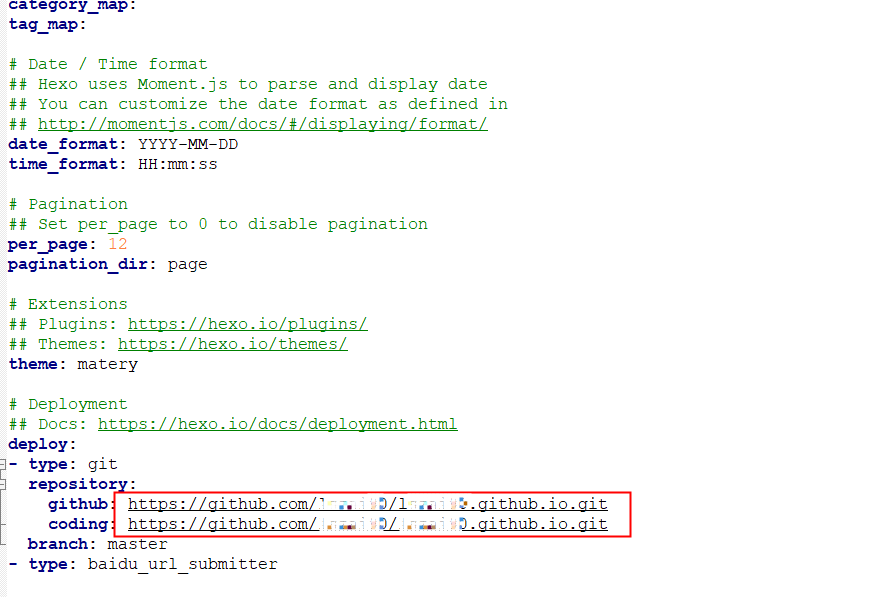 category_map:
tag_map:
# Date / Time format
## Hexo uses Moment.js to parse and display date
## You can customize the date format as defined in
## http://momentjs.com/docs/#/displaying/format/
date_format: YYYY-MM-DD
time_format: HH:mm:ss
# Pagination
## Set per_page to 0 to disable pagination
per_page: 12
pagination_dir: page
# Extensions
## Plugins: https://hexo.io/plugins/
## Themes: https://hexo.io/themes/
theme: matery
# Deployment
## Docs: https://hexo.io/docs/deployment.html
deploy:
- type: git
repository:
github: https://github.com/ / .github.io.git
coding: https://github.com/ / .github.io.git
branch: master
- type: baidu_url_submitter